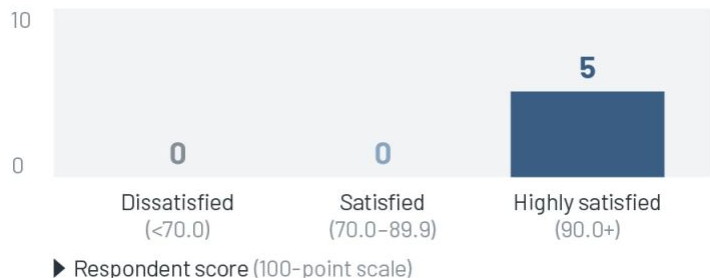 10
5
0 0
0
Dissatisfied Satisfied Highly satisfied
(<70.0) (70.0–89.9) (90.0+)
▶ Respondent score (100-point scale)